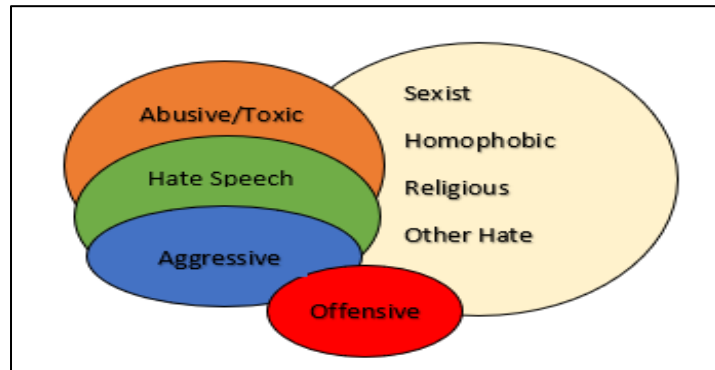 Abusive/Toxic
Hate Speech
Aggressive
Offensive
Sexist
Homophobic
Religious
Other Hate